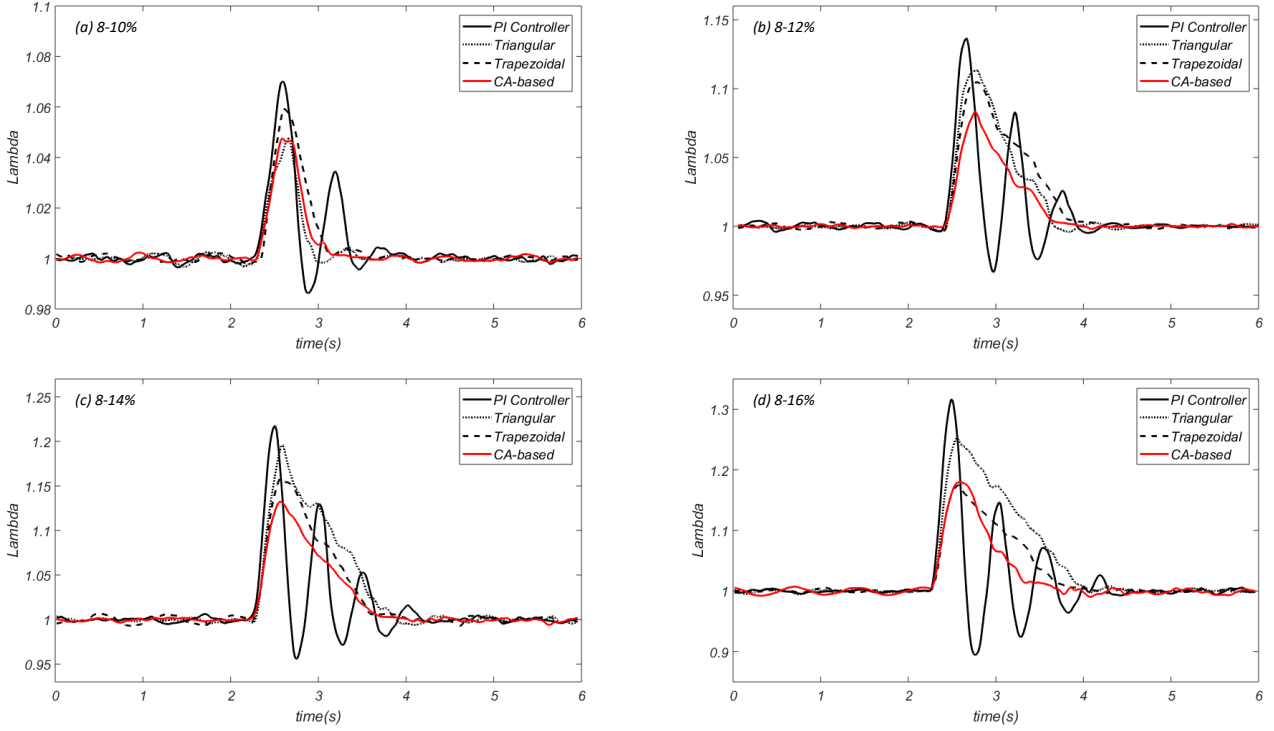 (a) 8-10%
PI Controller
Triangular
Trapezoidal
CA-based
1.1
1.08
1.06
1.04
1.02
1
0.98
Lambda
0 1 2 3 4 5 6
time(s)
(b) 8-12%
PI Controller
Triangular
Trapezoidal
CA-based
1.15
1.1
1.05
1
0.95
Lambda
0 1 2 3 4 5 6
time(s)
(c) 8-14%
PI Controller
Triangular
Trapezoidal
CA-based
1.25
1.2
1.15
1.1
1.05
1
0.95
Lambda
0 1 2 3 4 5 6
time(s)
(d) 8-16%
PI Controller
Triangular
Trapezoidal
CA-based
1.3
1.2
1.1
1
0.9
Lambda
0 1 2 3 4 5 6
time(s)